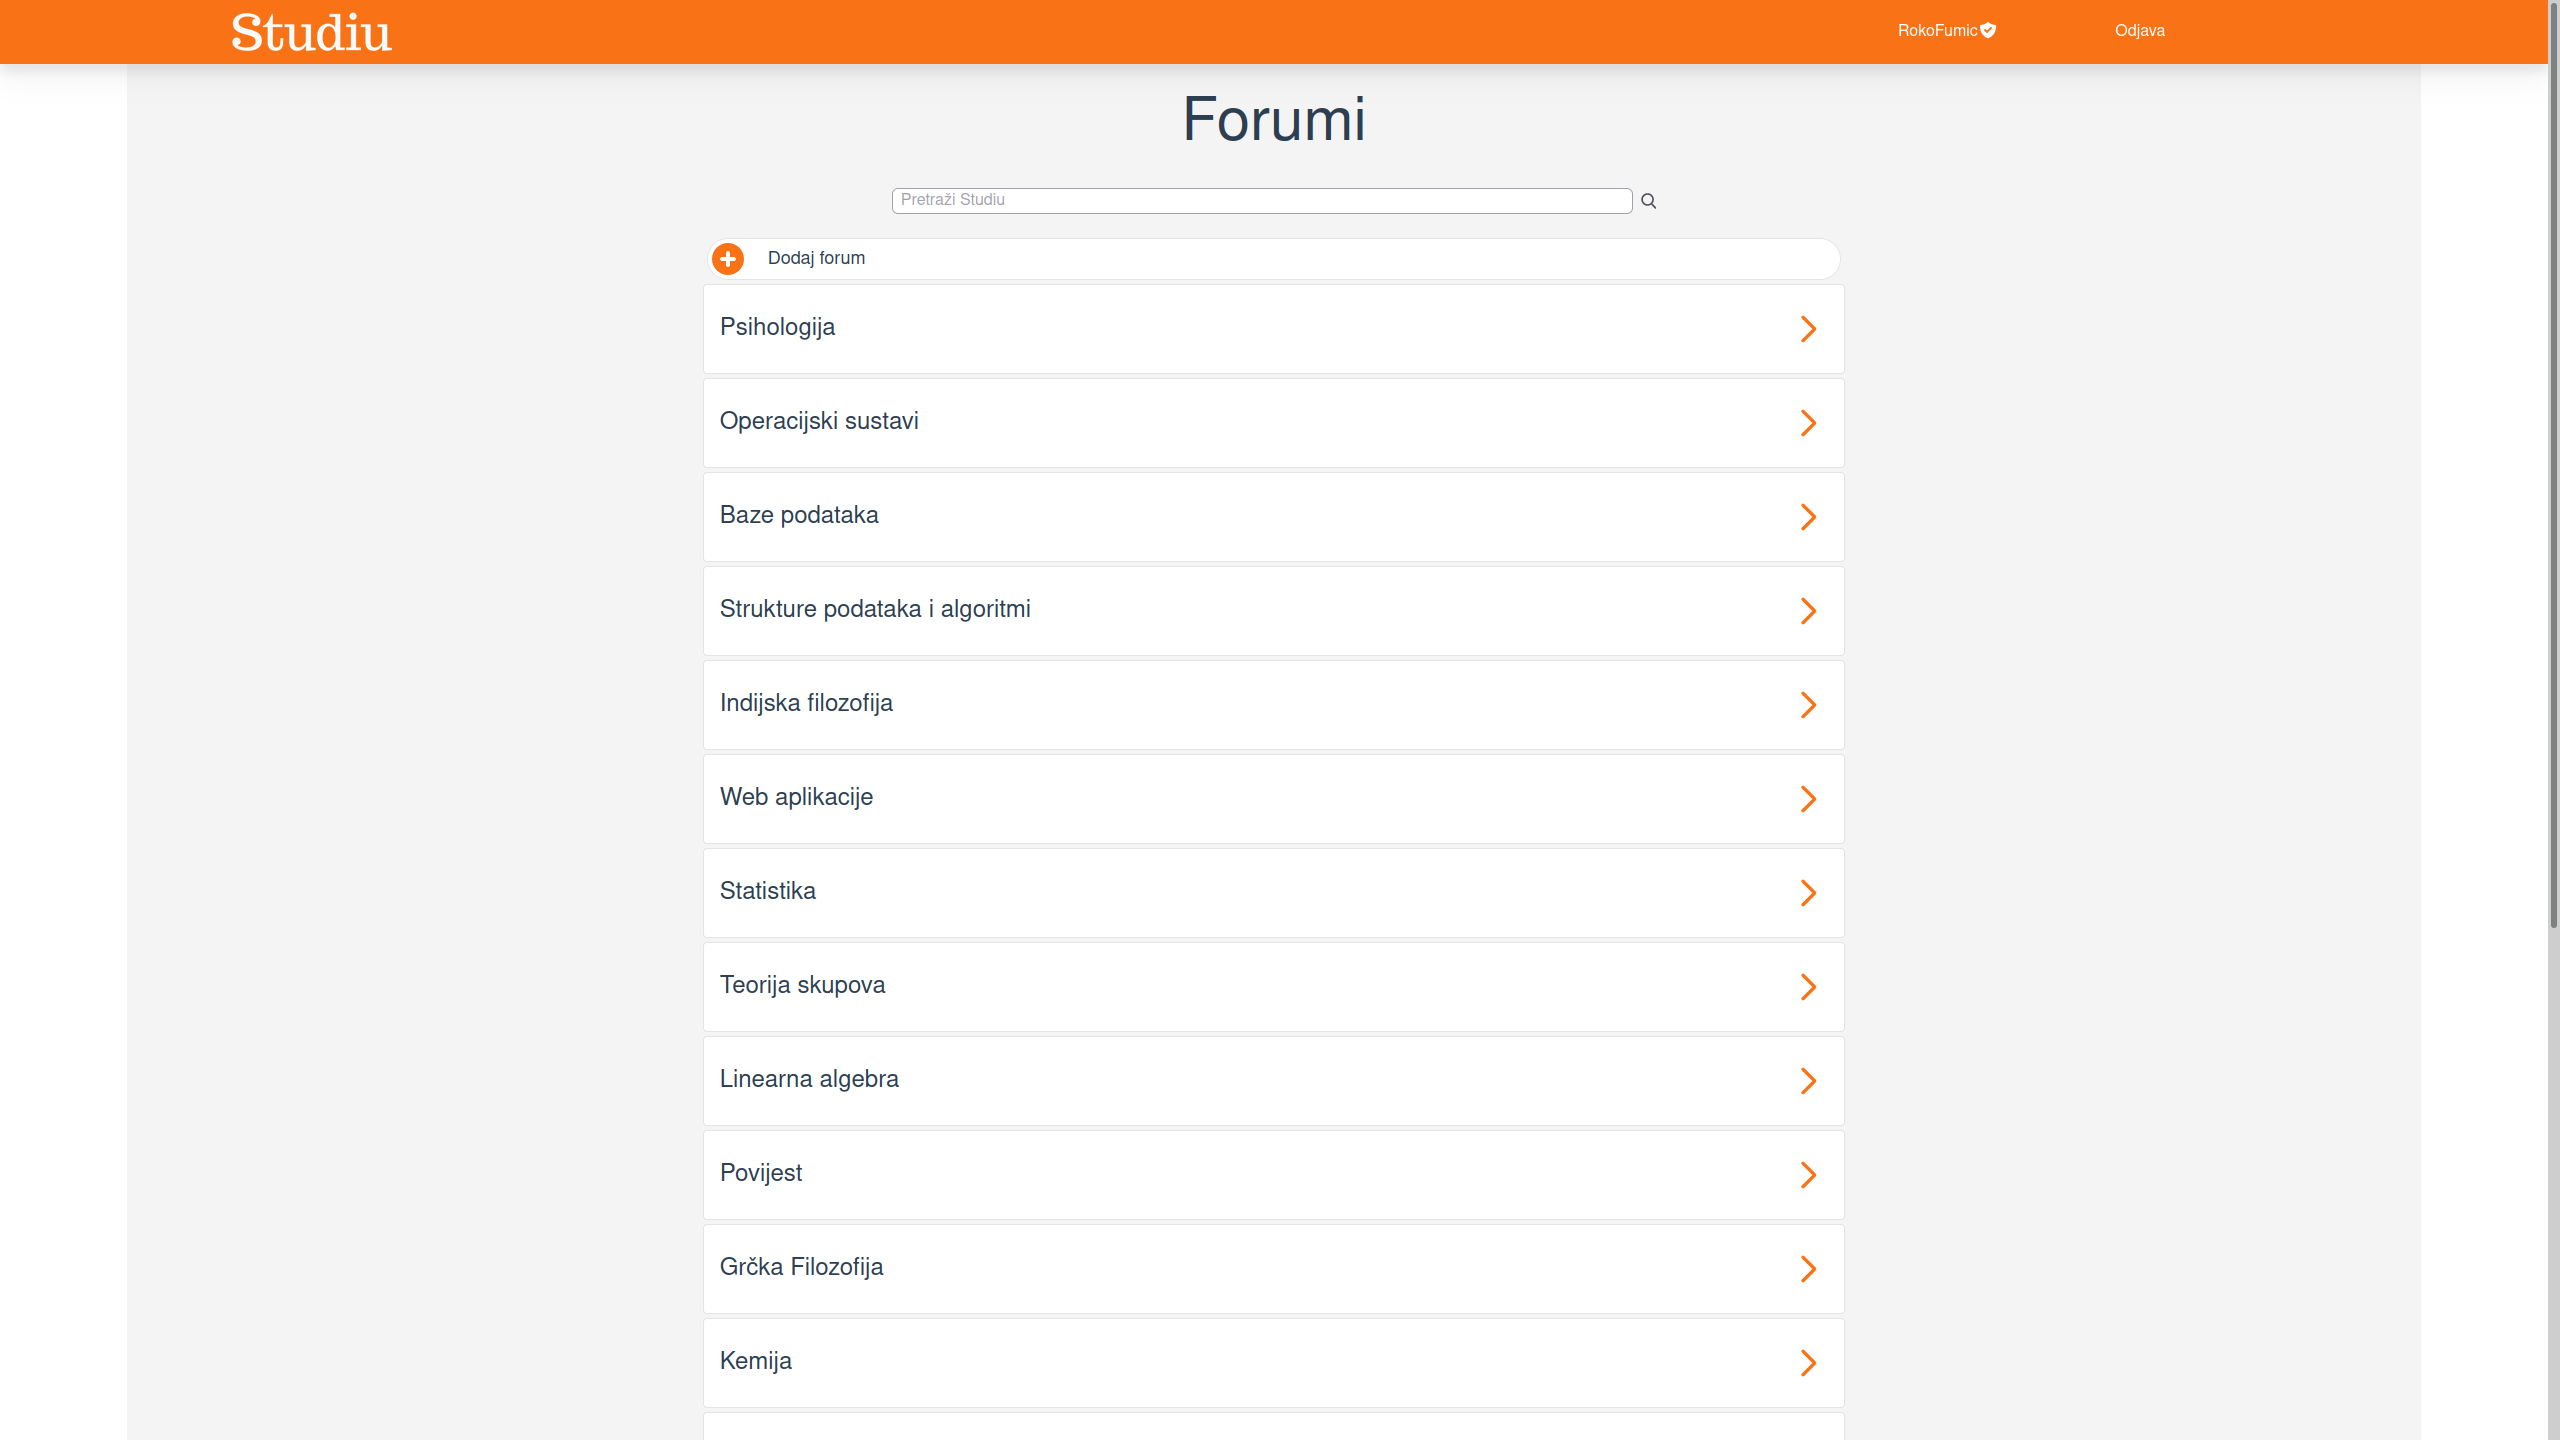 Studiu
RokoFumic
Odjava
Forumi
Pretraži Studiu
Dodaj forum
Psihologija
Operacijski sustavi
Baze podataka
Strukture podataka i algoritmi
Indijska filozofija
Web aplikacije
Statistika
Teorija skupova
Linearna algebra
Povijest
Grčka Filozofija
Kemija